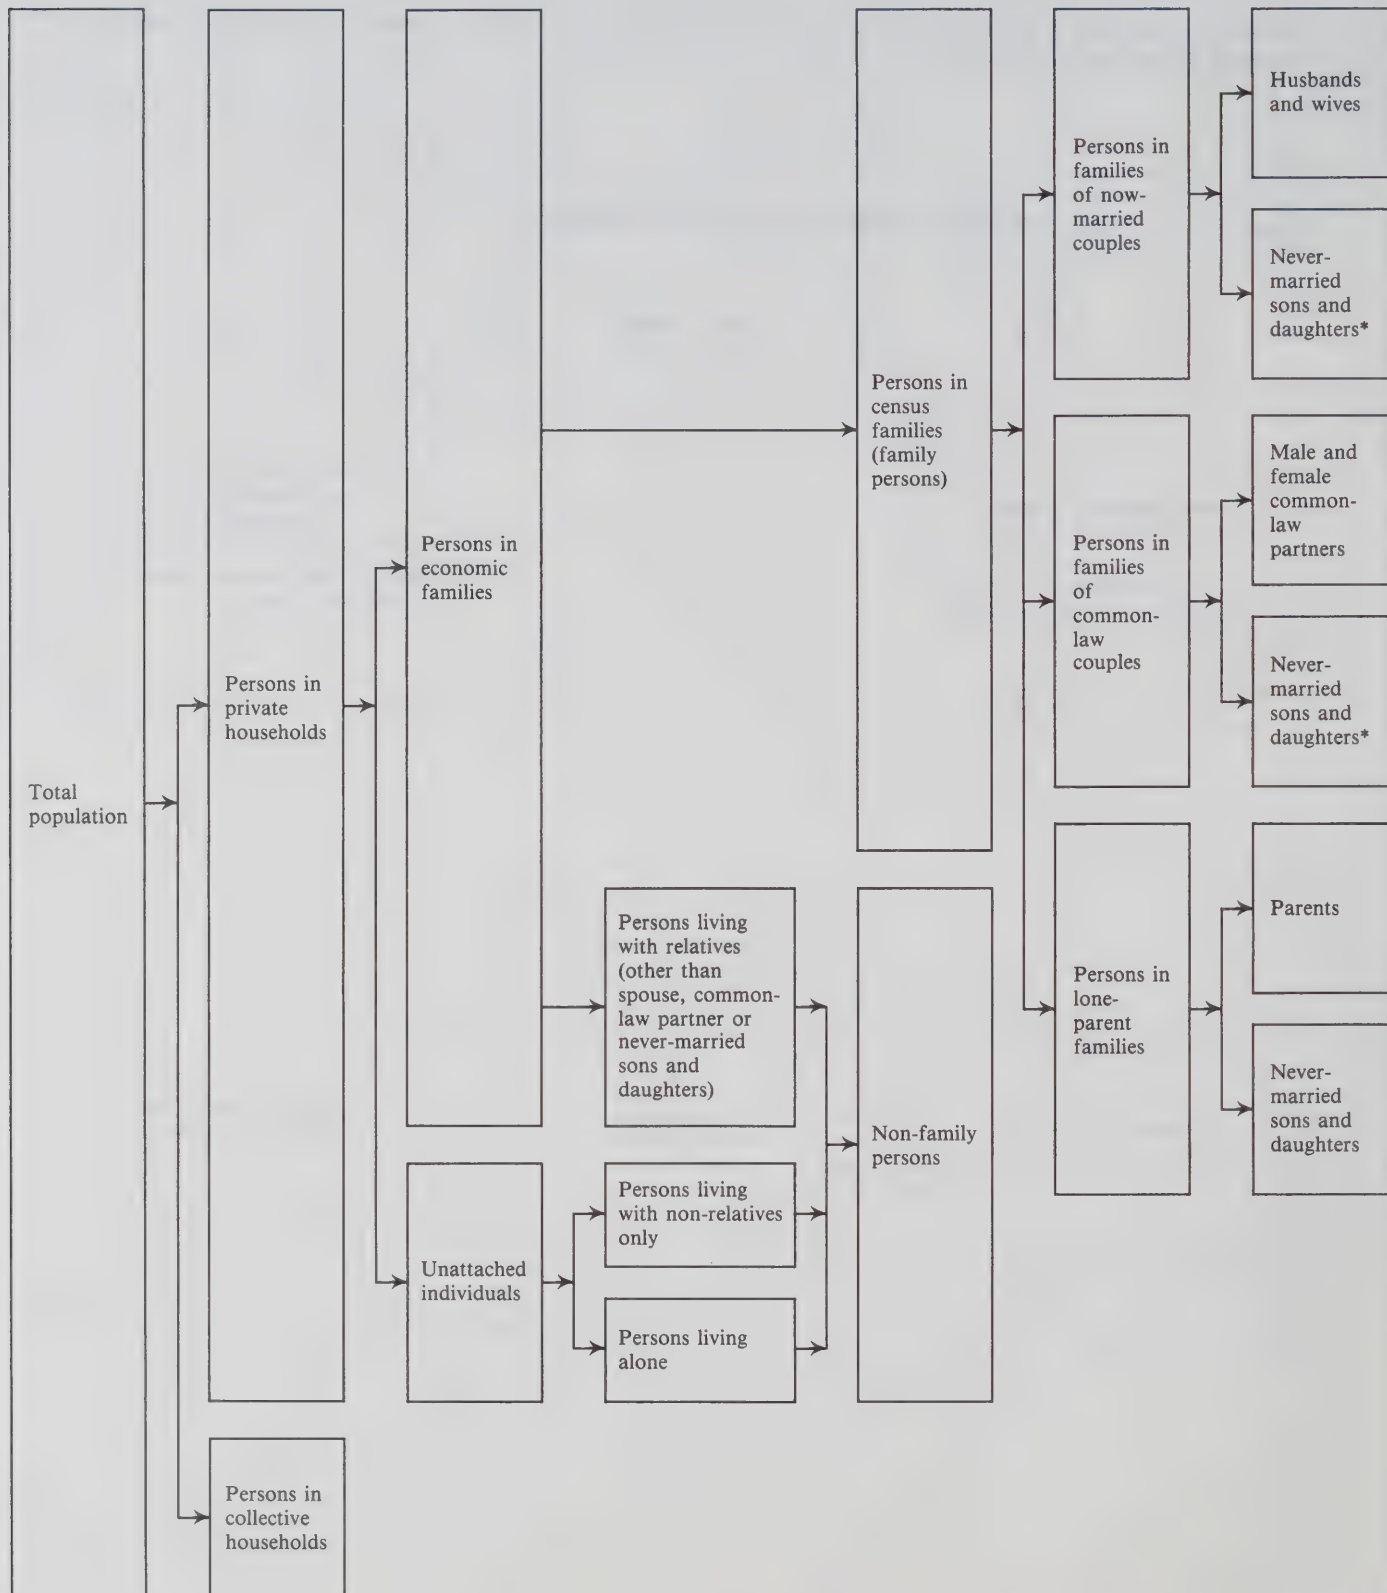 Total
population
Persons in
private
households
Persons in
collective
households
Persons in
economic
families
Unattached
individuals
Persons living
with relatives
(other than
spouse, common-
law partner or
never-married
sons and
daughters)
Persons living
with non-relatives
only
Persons living
alone
Persons in
census
families
(family
persons)
Non-family
persons
Persons in
families
of now-
married
couples
Persons in
families
of
common-
law
couples
Persons in
lone-
parent
families
Husbands
and wives
Never-
married
sons and
daughters*
Male and
female
common-
law
partners
Never-
married
sons and
daughters*
Parents
Never-
married
sons and
daughters